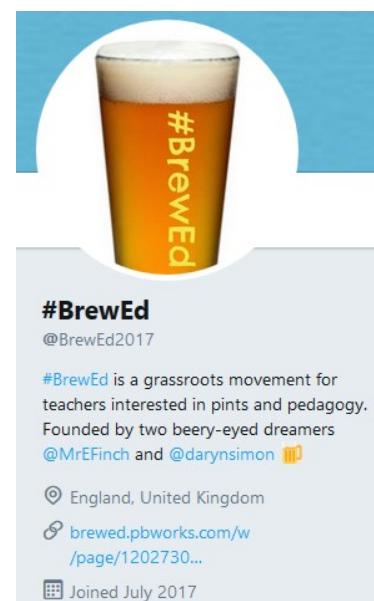 #BrewEd
#BrewEd
@BrewEd2017
#BrewEd is a grassroots movement for
teachers interested in pints and pedagogy.
Founded by two beery-eyed dreamers
@MrEFinch and @darynsimon 🍺
England, United Kingdom
brewed.pbworks.com/w
/page/1202730...
Joined July 2017